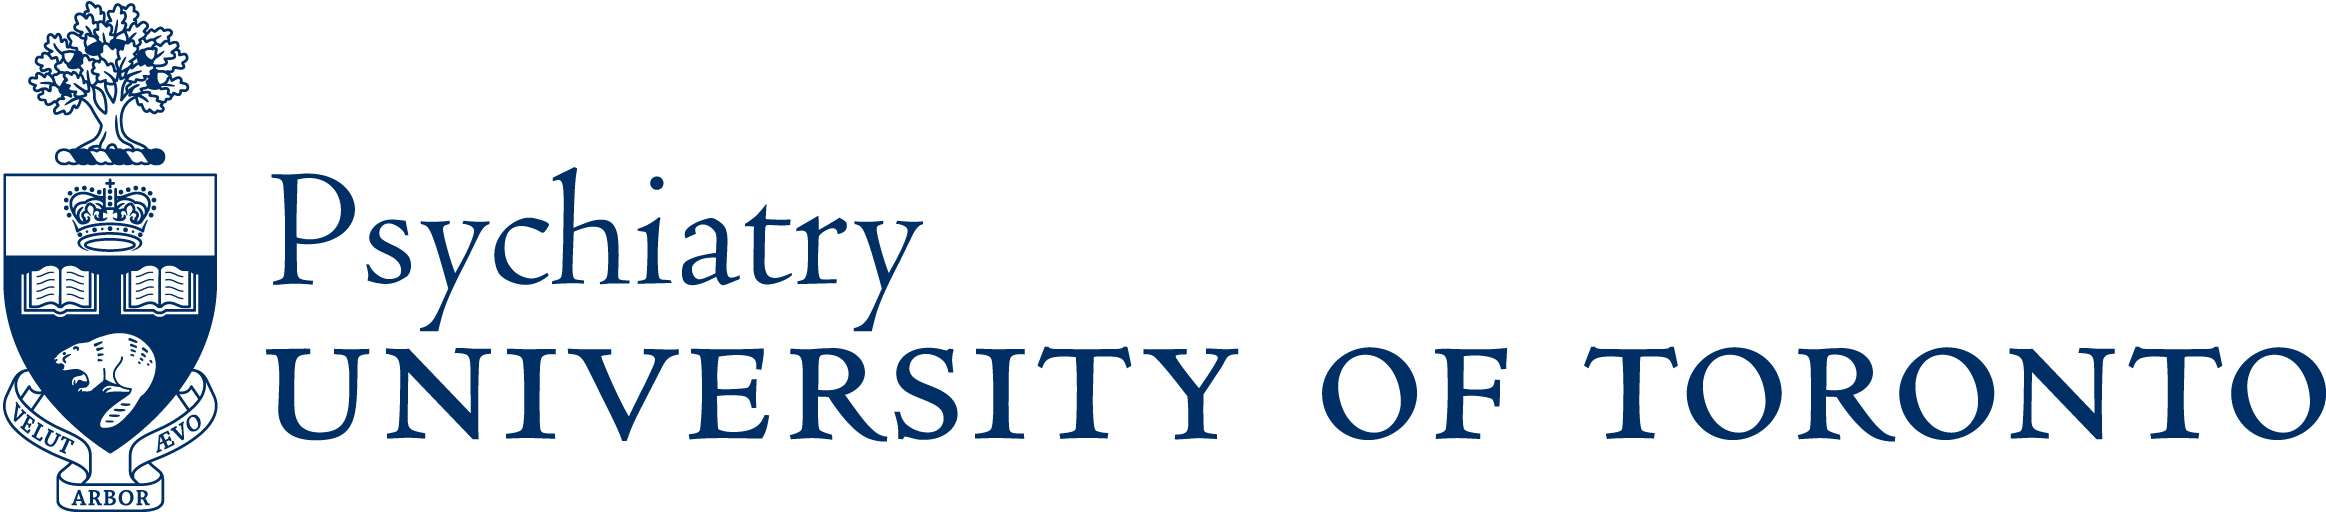 Psychiatry
UNIVERSITY OF TORONTO
VELUT
ARBOR
ÆVO